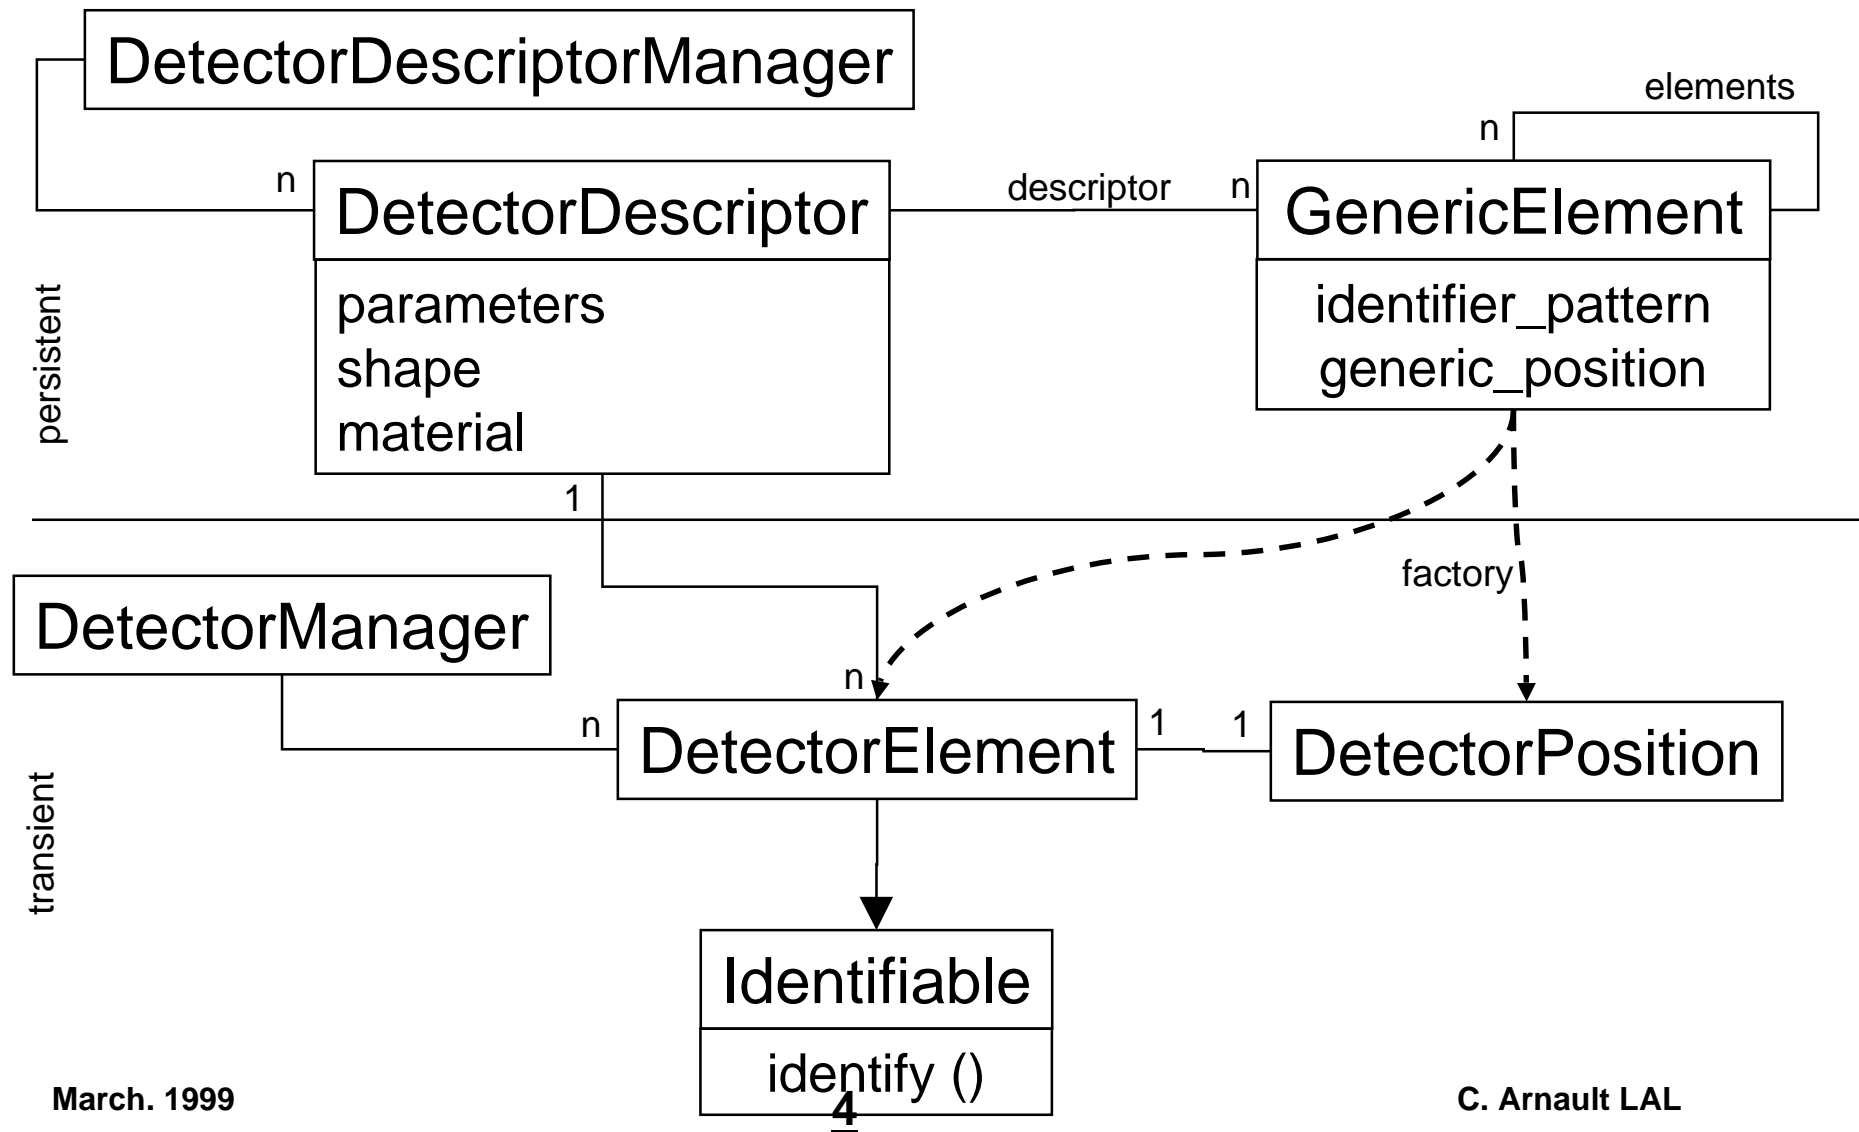 DetectorDescriptorManager
elements
n
n
DetectorDescriptor
descriptor
n
GenericElement
parameters
shape
material
identifier_pattern
generic_position
persistent
1
factory
DetectorManager
n
n
DetectorElement
1
1
DetectorPosition
transient
Identifiable
identify ()
March. 1999
4
C. Arnault LAL